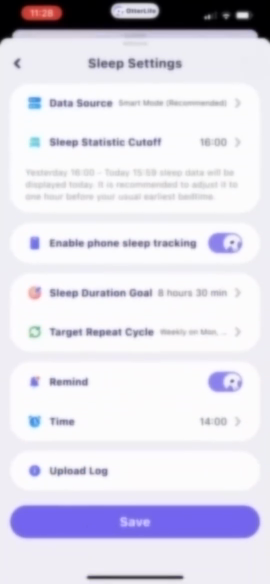 11:28
OtterLife
Sleep Settings
Data Source Smart Mode (Recommended)
Sleep Statistic Cutoff 16:00
Yesterday 16:00 - Today 15:59 sleep data will be
displayed today. It is recommended to adjust it to
one hour before your usual earliest bedtime.
Enable phone sleep tracking
Sleep Duration Goal 8 hours 30 min
Target Repeat Cycle Weekly on Mon, ...
Remind
Time 14:00
Upload Log
Save